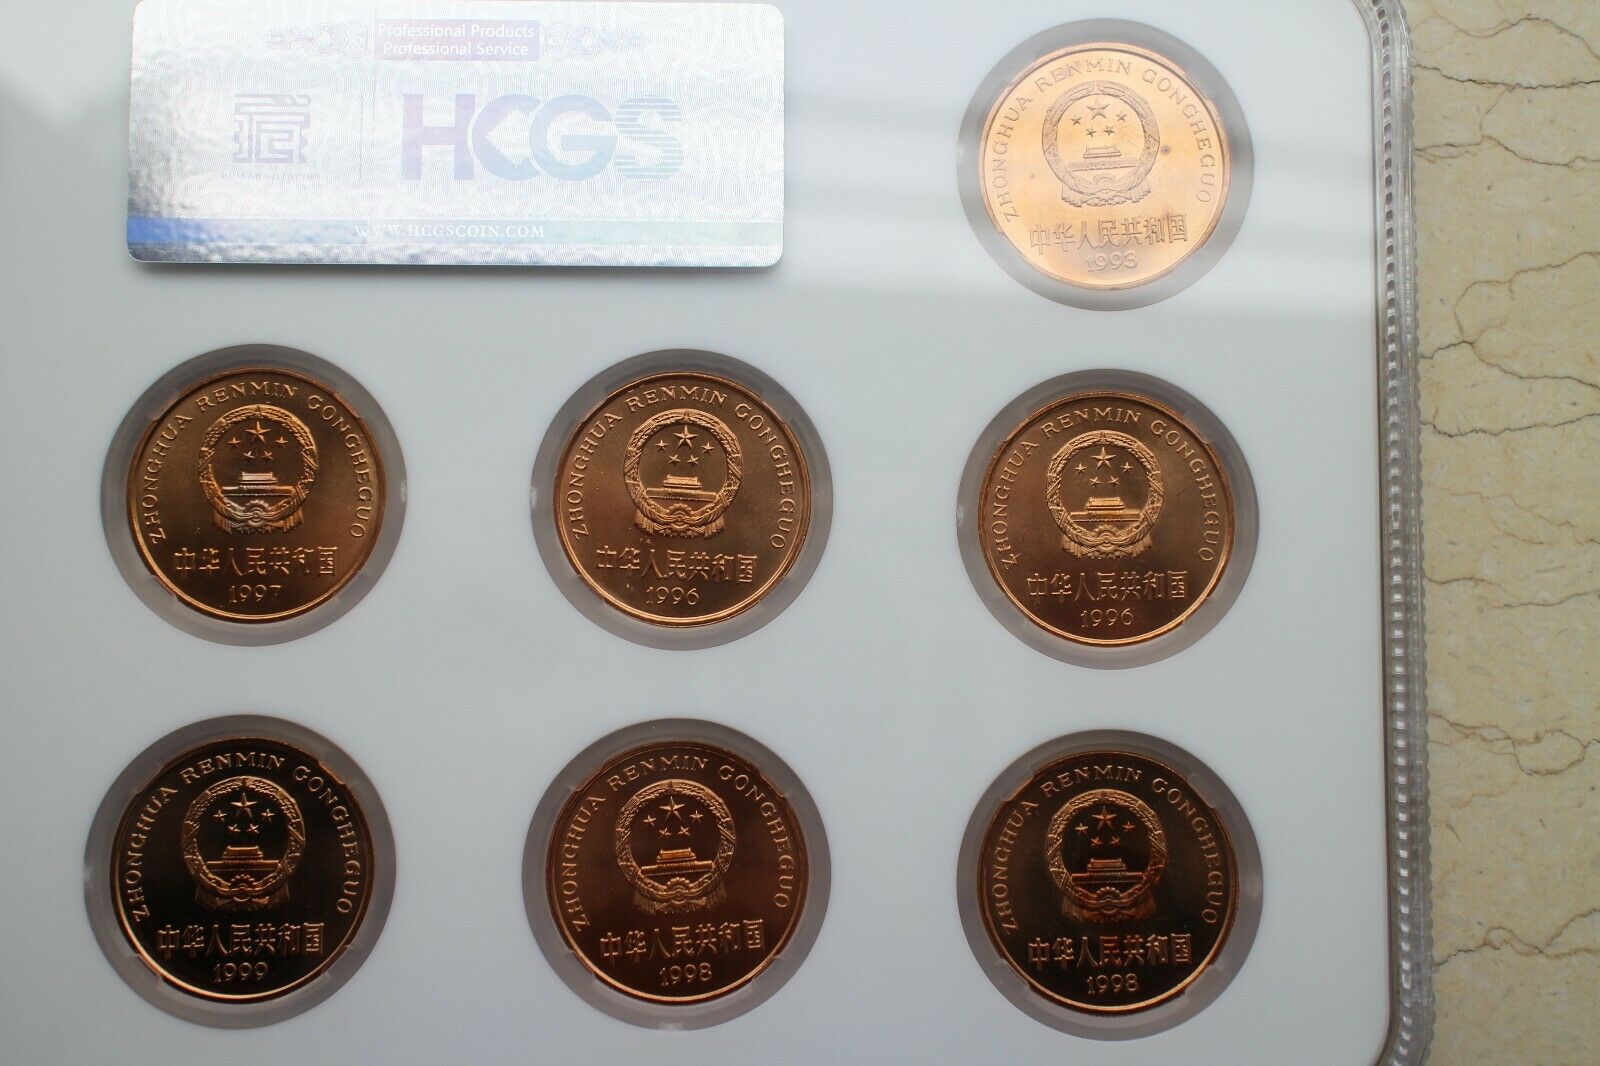 Professional Products
Professional Service
HCGS
WWW.HCGSCOIN.COM
ZHONGHUA RENMIN GONGHEGUO
中华人民共和国
1993
ZHONGHUA RENMIN GONGHEGUO
中华人民共和国
1997
ZHONGHUA RENMIN GONGHEGUO
中华人民共和国
1996
ZHONGHUA RENMIN GONGHEGUO
中华人民共和国
1996
ZHONGHUA RENMIN GONGHEGUO
中华人民共和国
1999
ZHONGHUA RENMIN GONGHEGUO
中华人民共和国
1998
ZHONGHUA RENMIN GONGHEGUO
中华人民共和国
1998